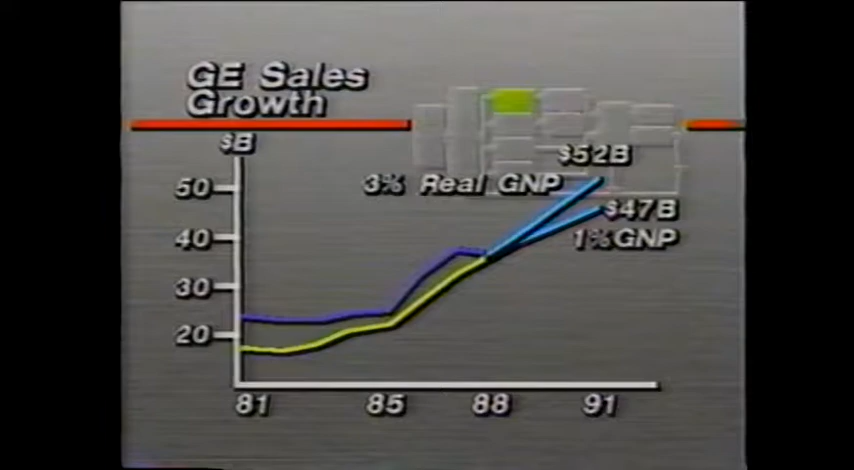 GE Sales
Growth
$B
$52B
3% Real GNP
50
$47B
40
1% GNP
30
20
81
85
88
91